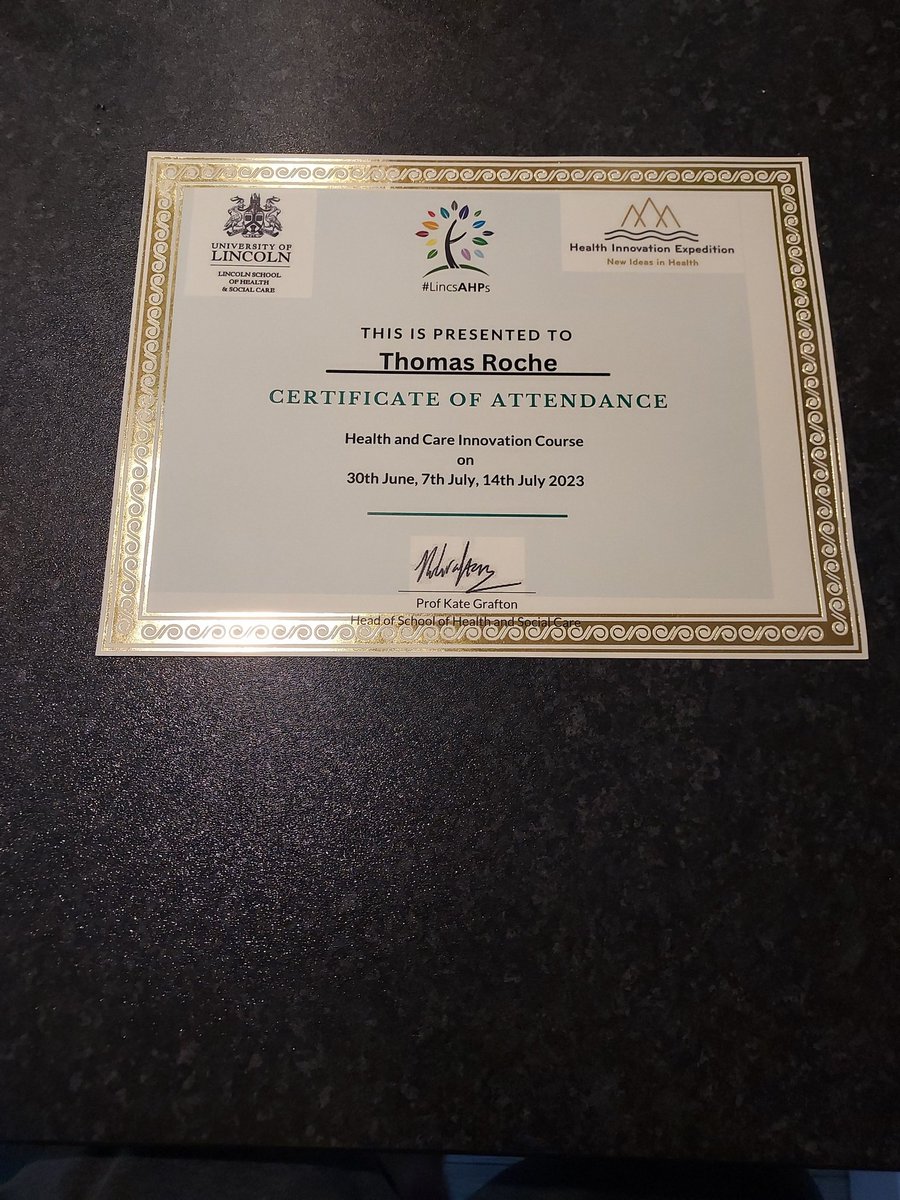 UNIVERSITY OF
LINCOLN
LINCOLN SCHOOL
OF HEALTH
& SOCIAL CARE
#LincsAHPs
Health Innovation Expedition
New Ideas in Health
THIS IS PRESENTED TO
Thomas Roche
CERTIFICATE OF ATTENDANCE
Health and Care Innovation Course
on
30th June, 7th July, 14th July 2023
Prof Kate Grafton
Head of School of Health and Social Care